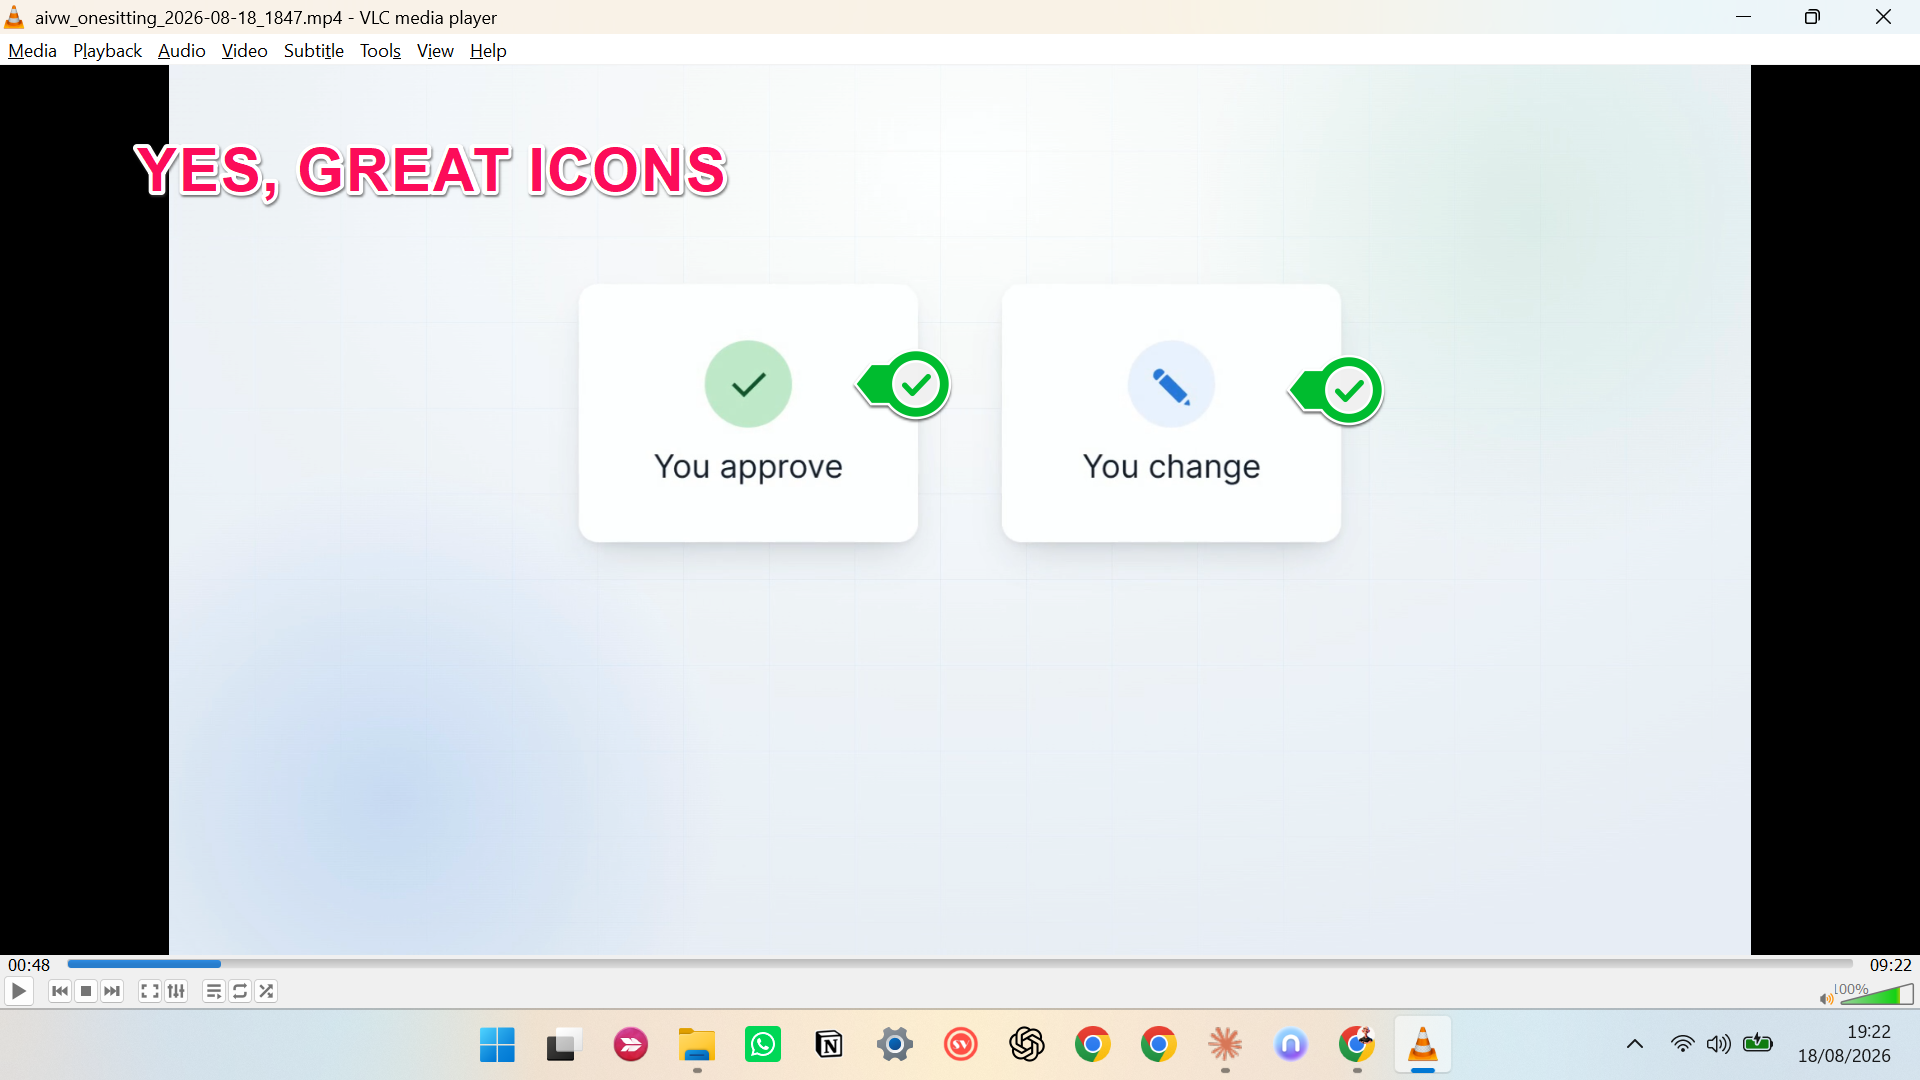 aivw_onesitting_2026-08-18_1847.mp4 - VLC media player
Media Playback Audio Video Subtitle Tools View Help
YES, GREAT ICONS
You approve
You change
00:48
09:22
100%
19:22
18/08/2026